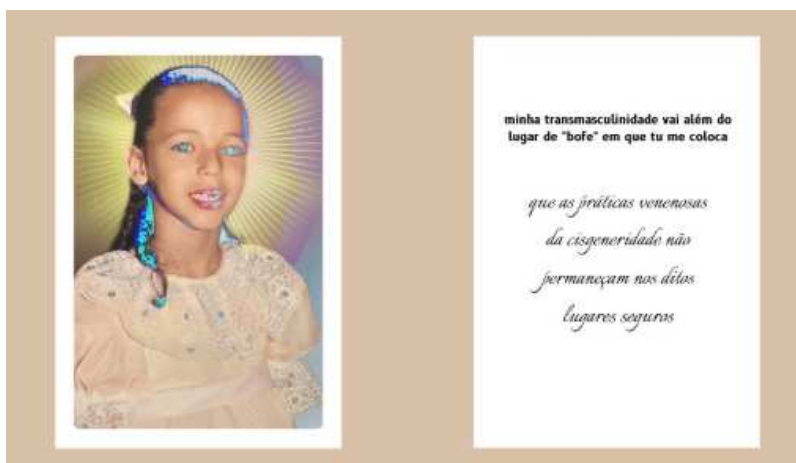 minha transmasculinidade vai além do
lugar de "bofe" em que tu me coloca
que as práticas venenosas
da cisgeneridade não
permaneçam nos ditos
lugares seguros